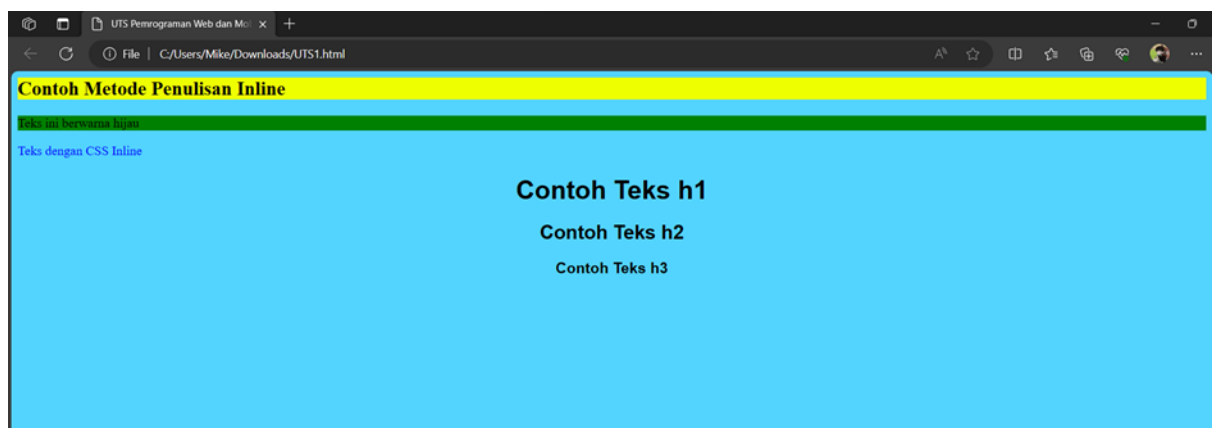 UTS Pemrograman Web dan Mo
File | C:/Users/Mike/Downloads/UTS1.html
Contoh Metode Penulisan Inline
Teks ini berwarna hijau
Teks dengan CSS Inline
Contoh Teks h1
Contoh Teks h2
Contoh Teks h3